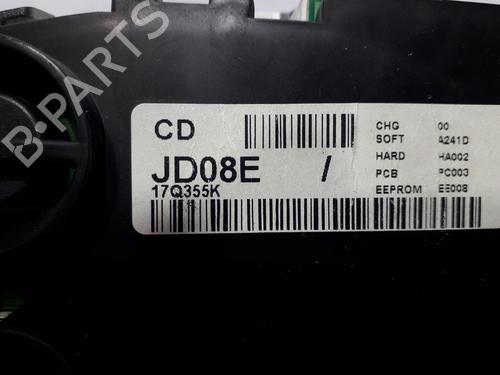 B-PARTS
CD
JD08E /
17Q355K
CHG 00
SOFT A241D
HARD HA002
PCB PC003
EEPROM EE008